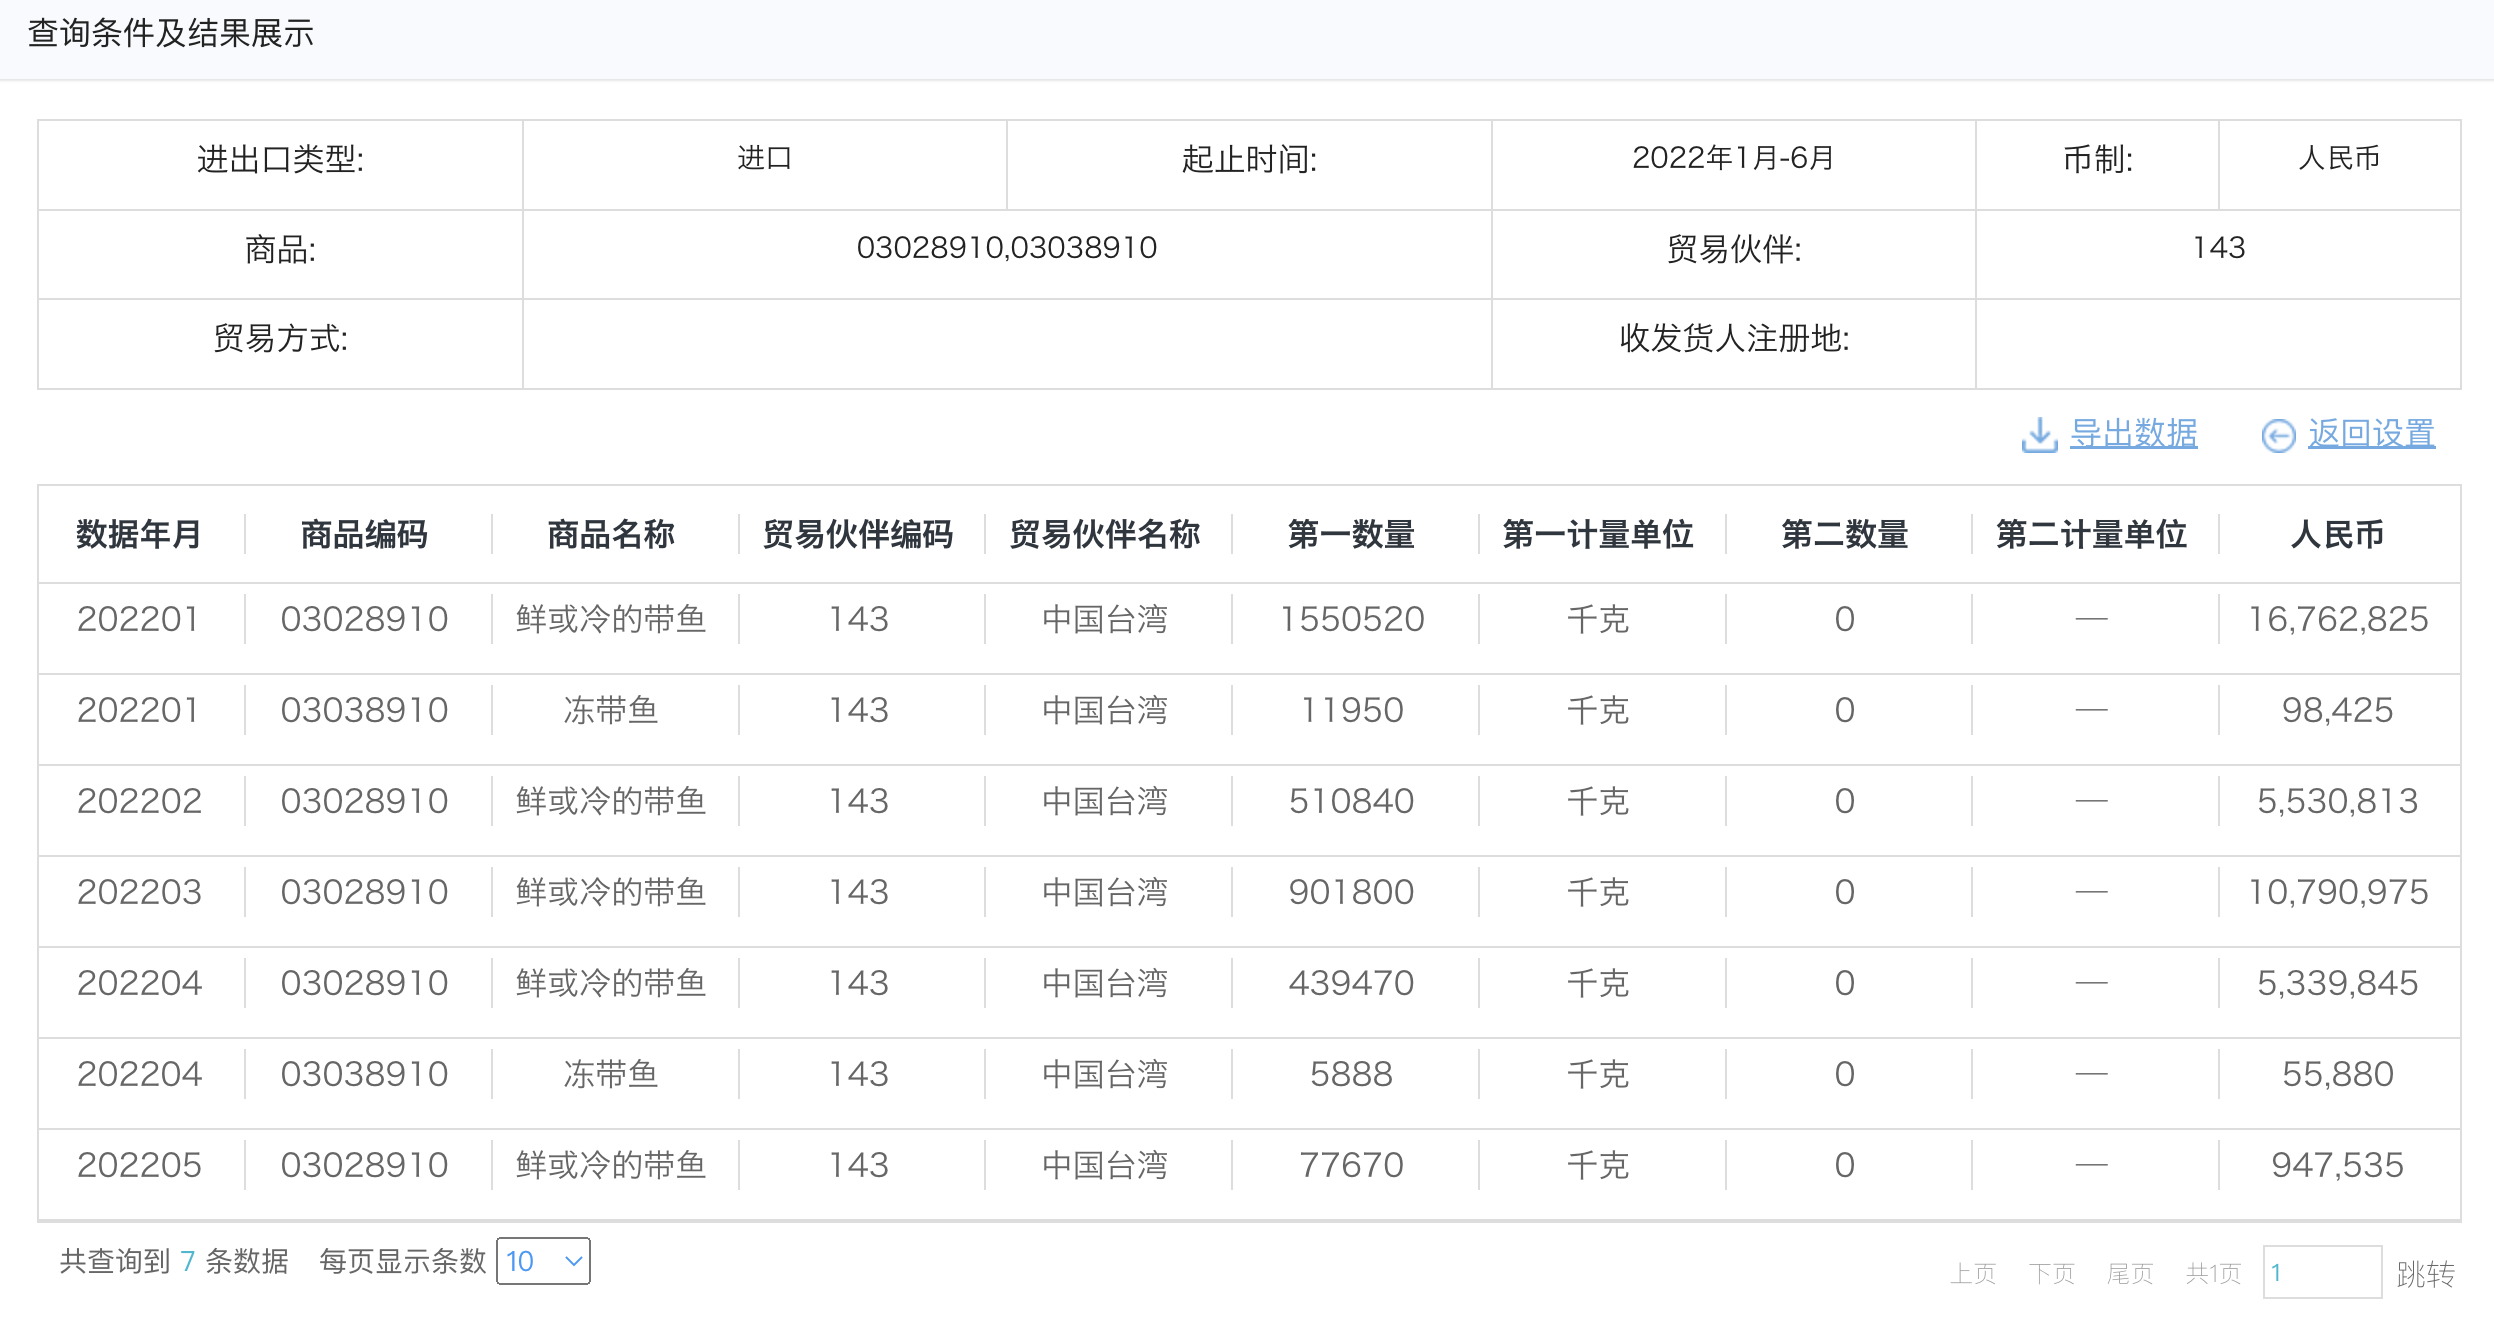 查询条件及结果展示
进出口类型: 进口 起止时间: 2022年1月-6月 币制: 人民币
商品: 03028910,03038910 贸易伙伴: 143
贸易方式: 收发货人注册地:
导出数据 返回设置
数据年月 商品编码 商品名称 贸易伙伴编码 贸易伙伴名称 第一数量 第一计量单位 第二数量 第二计量单位 人民币
202201 03028910 鲜或冷的带鱼 143 中国台湾 1550520 千克 0 — 16,762,825
202201 03038910 冻带鱼 143 中国台湾 11950 千克 0 — 98,425
202202 03028910 鲜或冷的带鱼 143 中国台湾 510840 千克 0 — 5,530,813
202203 03028910 鲜或冷的带鱼 143 中国台湾 901800 千克 0 — 10,790,975
202204 03028910 鲜或冷的带鱼 143 中国台湾 439470 千克 0 — 5,339,845
202204 03038910 冻带鱼 143 中国台湾 5888 千克 0 — 55,880
202205 03028910 鲜或冷的带鱼 143 中国台湾 77670 千克 0 — 947,535
共查询到 7 条数据 每页显示条数 10 上页 下页 尾页 共1页 1 跳转